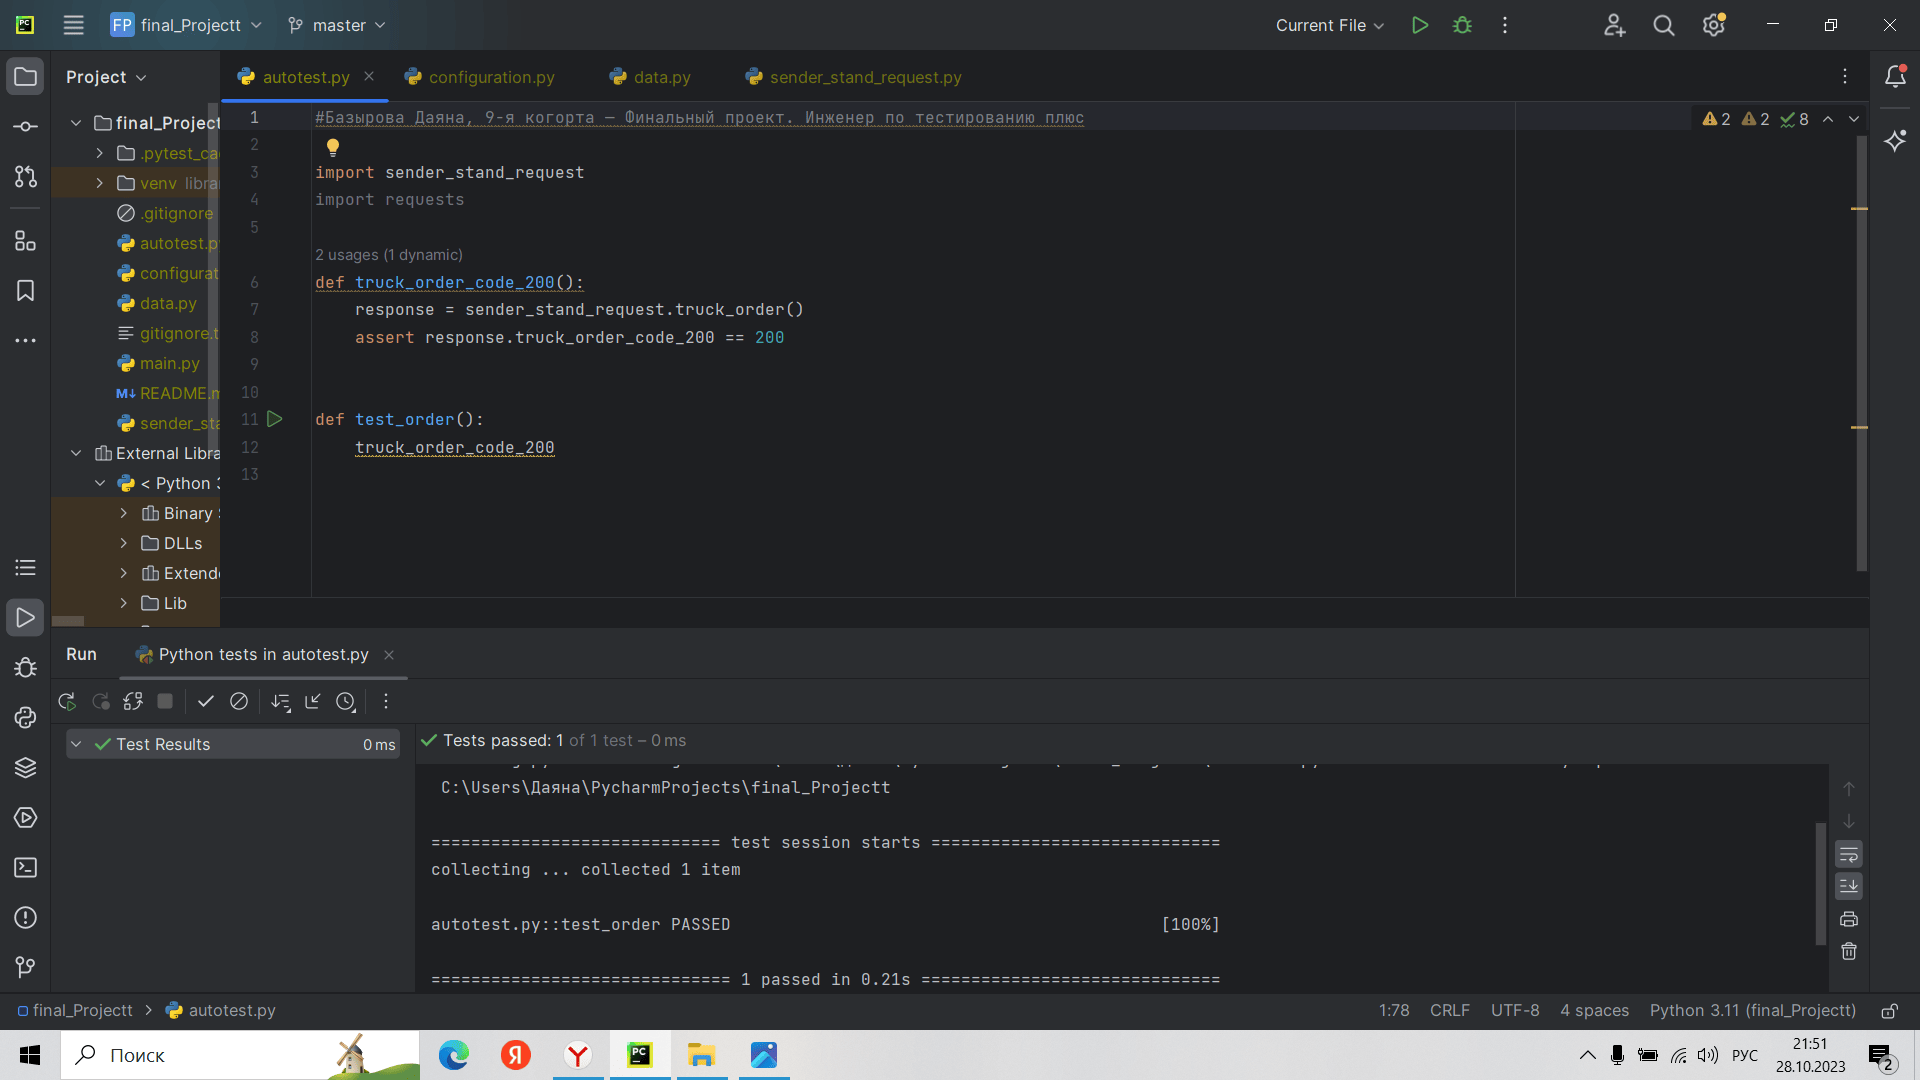 PC
FP final_Projectt
master
Current File
Project
autotest.py
configuration.py
data.py
sender_stand_request.py
final_Project
.pytest_ca
venv libra
.gitignore
autotest.p
configurat
data.py
gitignore.t
main.py
M↓ README.m
sender_sta
External Libra
< Python 3
Binary
DLLs
Extende
Lib
2 2 8
1 #Базырова Даяна, 9-я когорта — Финальный проект. Инженер по тестированию плюс
2
3 import sender_stand_request
4 import requests
5
2 usages (1 dynamic)
6 def truck_order_code_200():
7 response = sender_stand_request.truck_order()
8 assert response.truck_order_code_200 == 200
9
10
11 def test_order():
12 truck_order_code_200
13
Run
Python tests in autotest.py
Test Results 0 ms
Tests passed: 1 of 1 test – 0 ms
C:\Users\Даяна\PycharmProjects\final_Projectt
============================= test session starts =============================
collecting ... collected 1 item
autotest.py::test_order PASSED [100%]
============================== 1 passed in 0.21s ==============================
final_Projectt > autotest.py
1:78 CRLF UTF-8 4 spaces Python 3.11 (final_Projectt)
Поиск
Я
Y
PC
РУС
21:51
28.10.2023
2